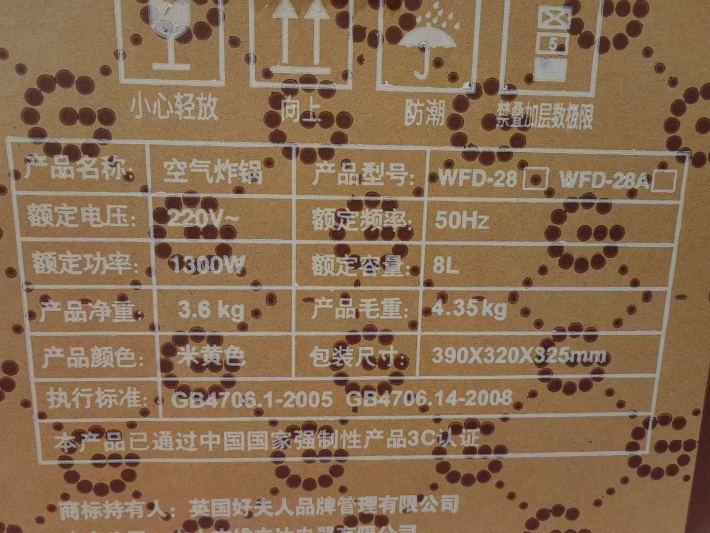 5
小心轻放 向上 防潮 禁叠加层数极限
产品名称: 空气炸锅 产品型号: WFD-28 WFD-28A
额定电压: 220V~ 额定频率: 50Hz
额定功率: 1300W 额定容量: 8L
产品净重: 3.6 kg 产品毛重: 4.35kg
产品颜色: 米黄色 包装尺寸: 390X320X325mm
执行标准: GB4706.1-2005 GB4706.14-2008
本产品已通过中国国家强制性产品3C认证
商标持有人: 英国好夫人品牌管理有限公司